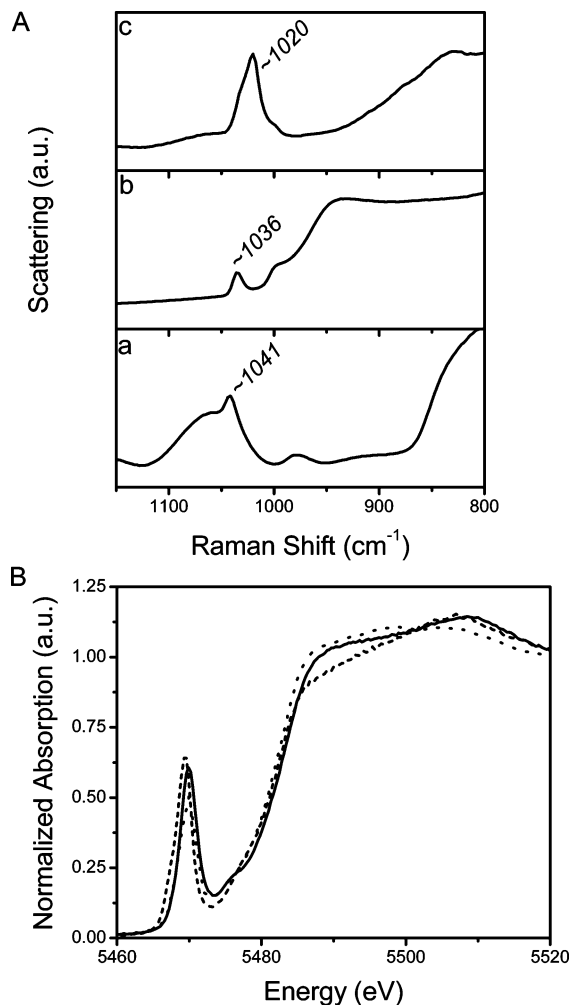 A
c
~1020
b
~1036
a
~1041
Scattering (a.u.)
1100 1000 900 800
Raman Shift (cm⁻¹)
B
1.25
1.00
0.75
0.50
0.25
0.00
Normalized Absorption (a.u.)
5460 5480 5500 5520
Energy (eV)